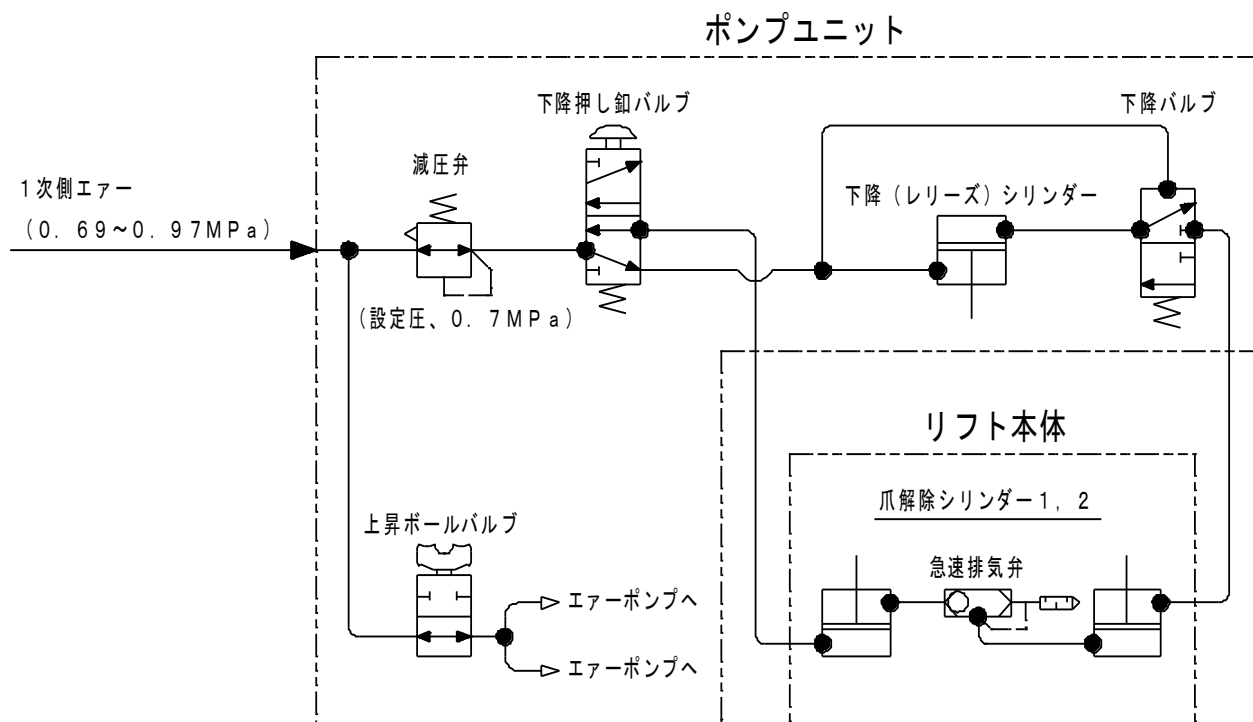 ポンプユニット
下降押し釦バルブ
下降バルブ
減圧弁
1次側エァー
(0.69~0.97MPa)
下降(レリーズ)シリンダー
(設定圧、0.7MPa)
リフト本体
爪解除シリンダー1,2
上昇ボールバルブ
急速排気弁
エァーポンプへ
エァーポンプへ